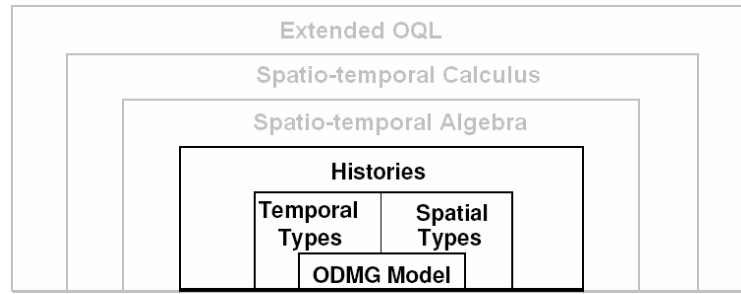 Extended OQL
Spatio-temporal Calculus
Spatio-temporal Algebra
Histories
Temporal
Types
Spatial
Types
ODMG Model